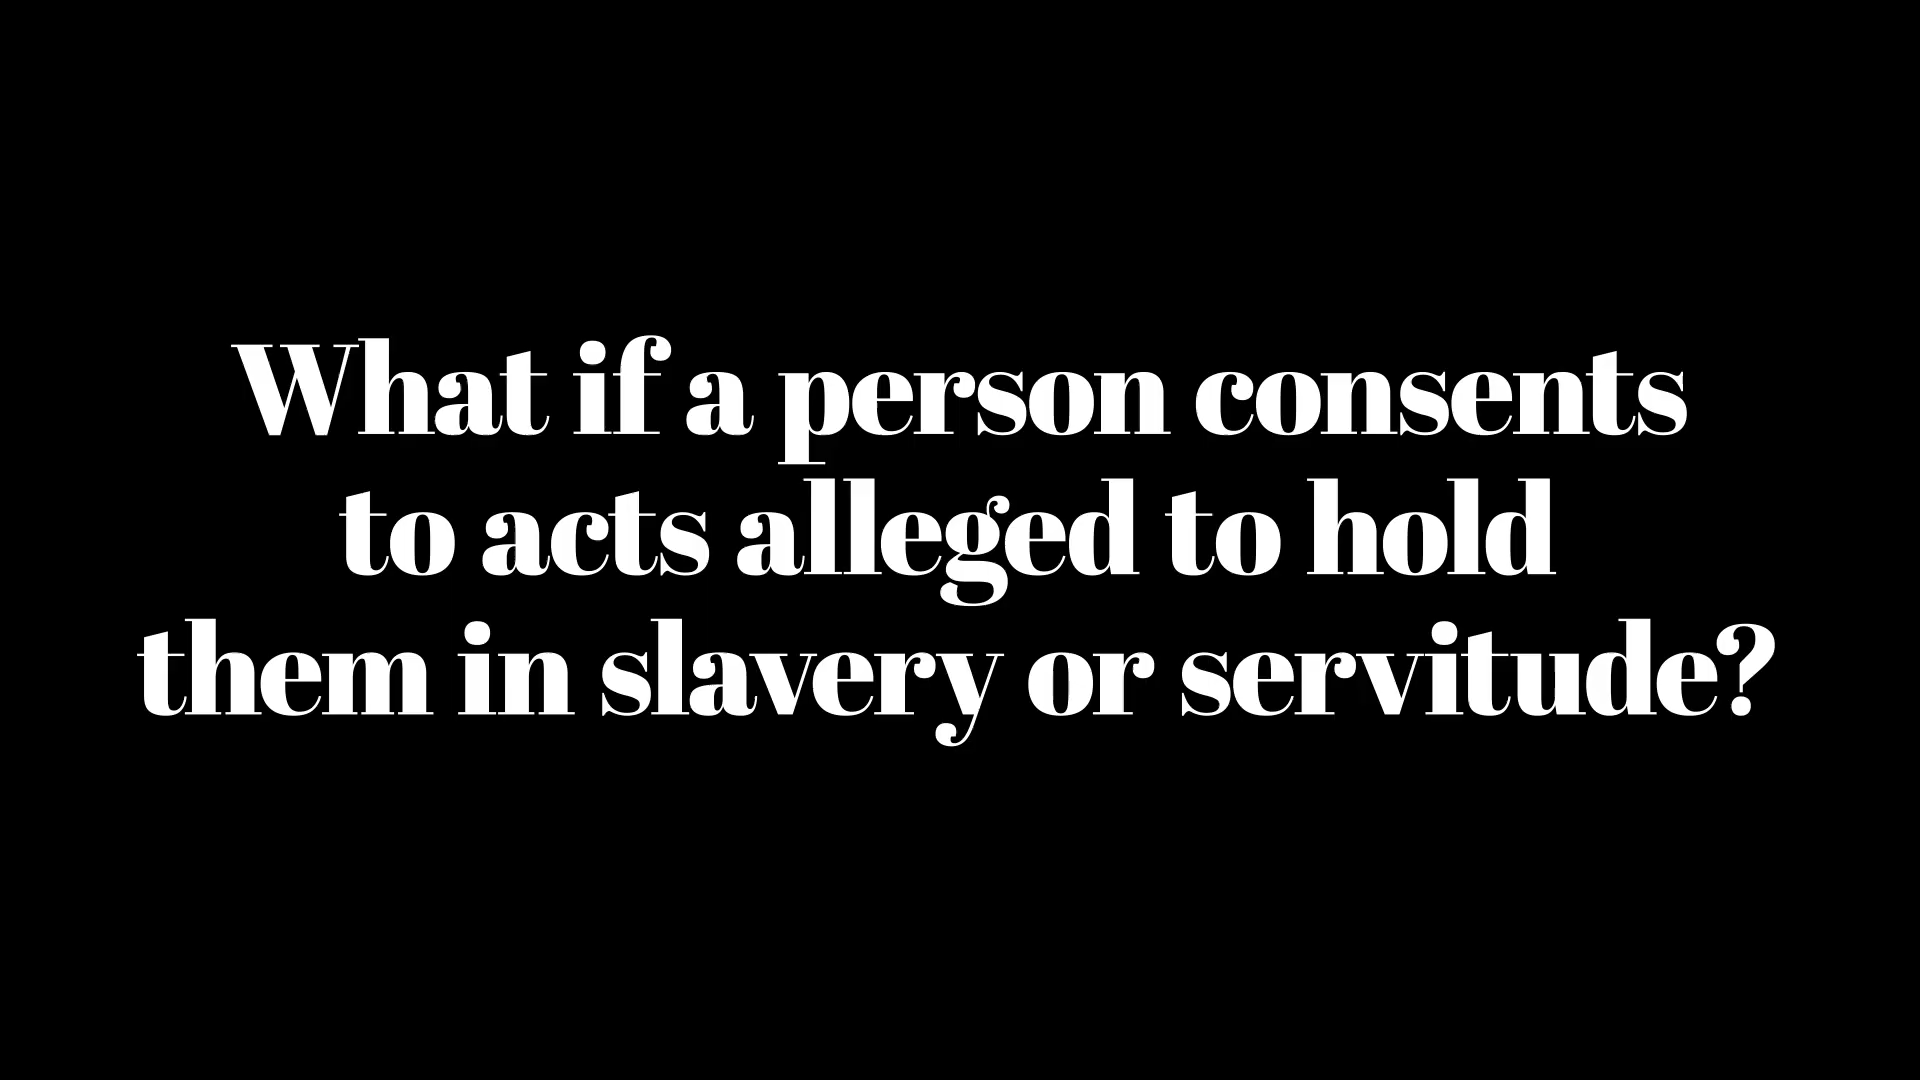 What if a person consents
to acts alleged to hold
them in slavery or servitude?